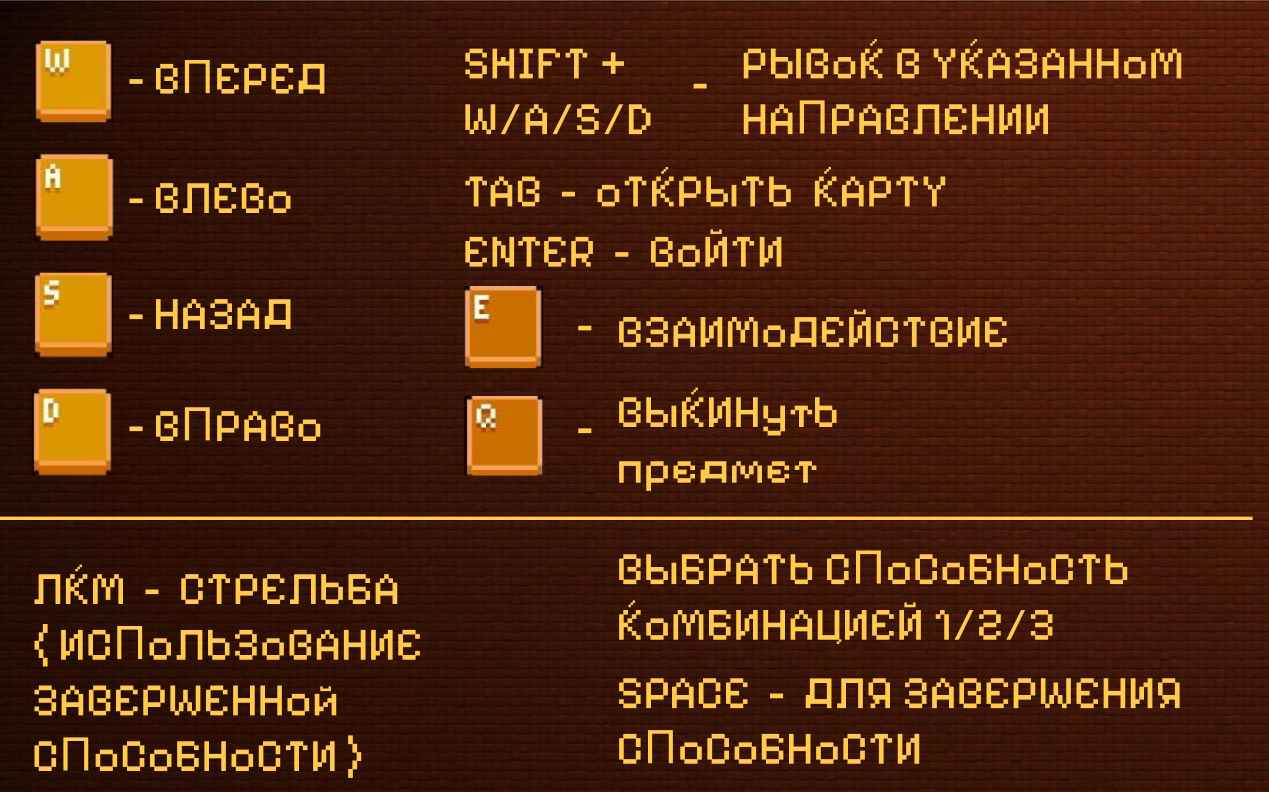 W - ВПЕРЕД
A - ВЛЕВО
S - НАЗАД
D - ВПРАВО
SHIFT + - РЫВОК В УКАЗАННОМ
W/A/S/D НАПРАВЛЕНИИ
TAB - ОТКРЫТЬ КАРТУ
ENTER - ВОЙТИ
E - ВЗАИМОДЕЙСТВИЕ
Q - ВЫКИНуть
предмет
ЛКМ - СТРЕЛЬБА
(ИСПОЛЬЗОВАНИЕ
ЗАВЕРШЕННОй
СПОСОБНОСТИ)
ВЫБРАТЬ СПОСОБНОСТЬ
КОМБИНАЦИЕЙ 1/2/3
SPACE - ДЛЯ ЗАВЕРШЕНИЯ
СПОСОБНОСТИ